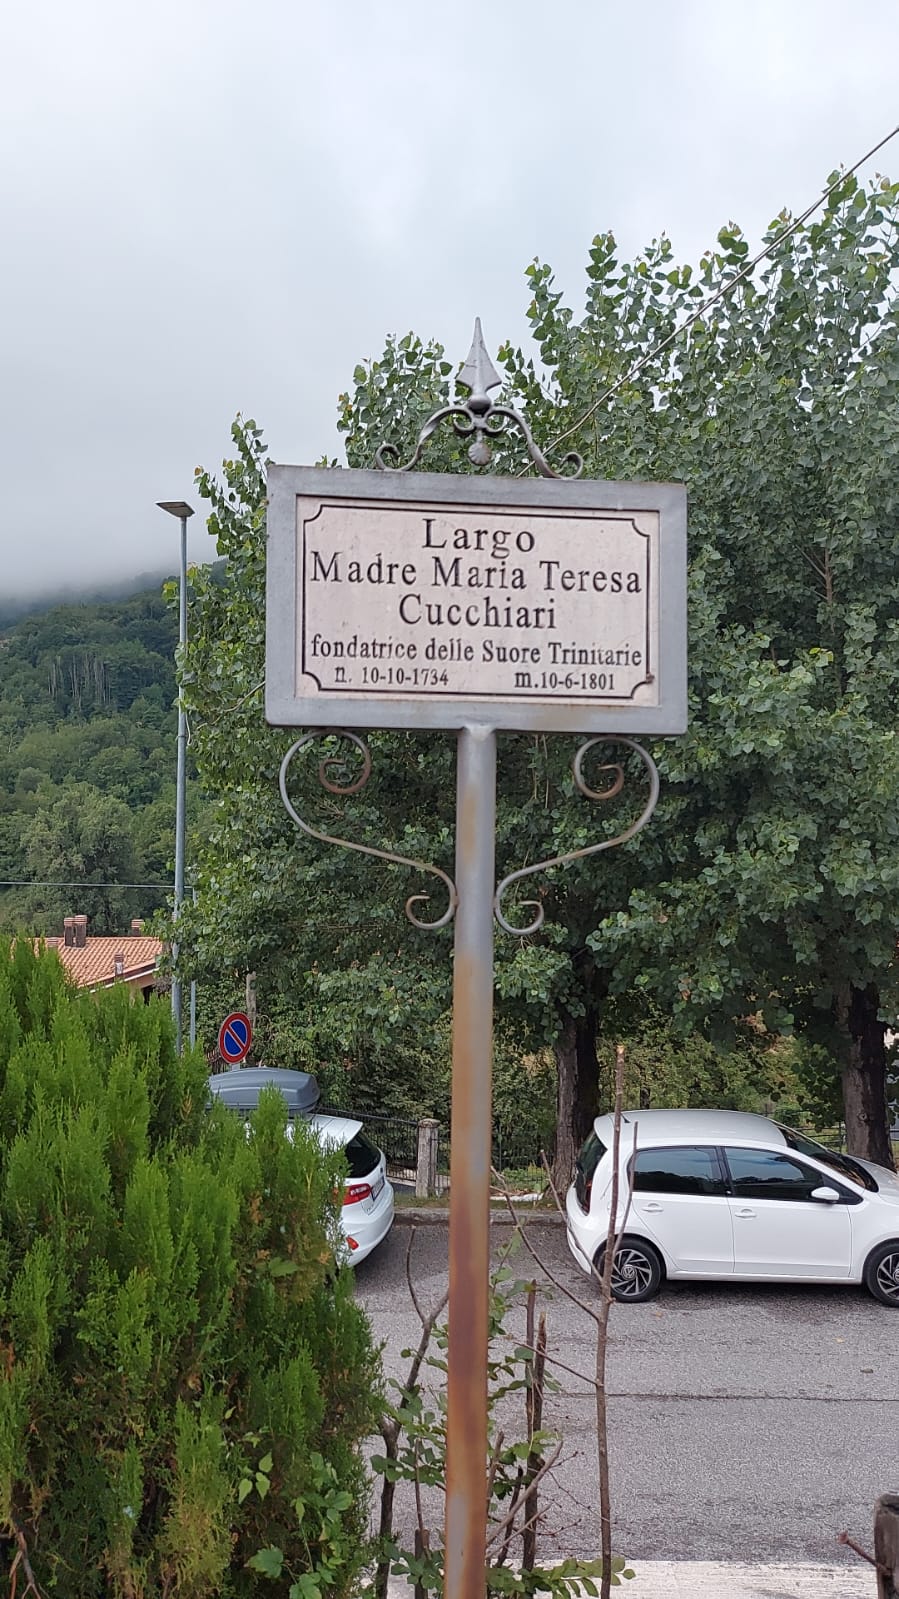 Largo
Madre Maria Teresa
Cucchiari
fondatrice delle Suore Trinitarie
n. 10-10-1734 m.10-6-1801